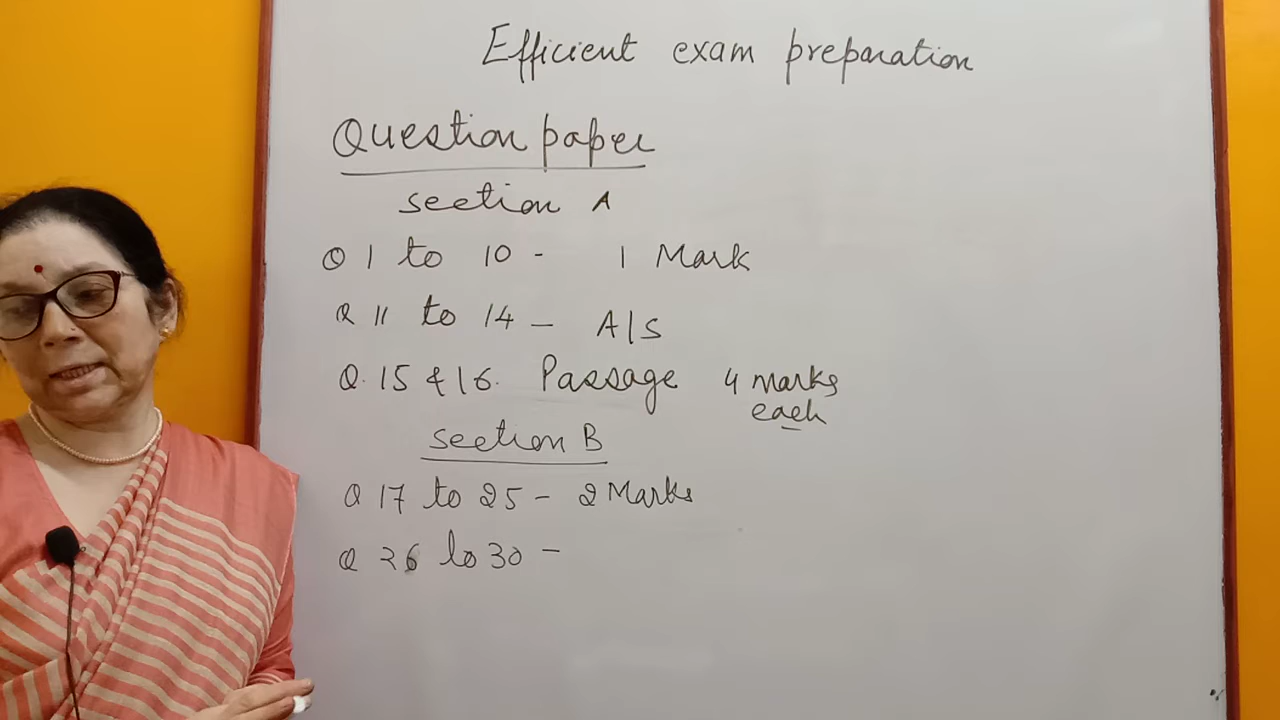 Efficient exam preparation
Question paper
section A
Q 1 to 10 - 1 Mark
Q 11 to 14 - A|S
Q. 15 & 16. Passage 4 marks
each
section B
Q 17 to 25 - 2 Marks
Q 26 to 30 -